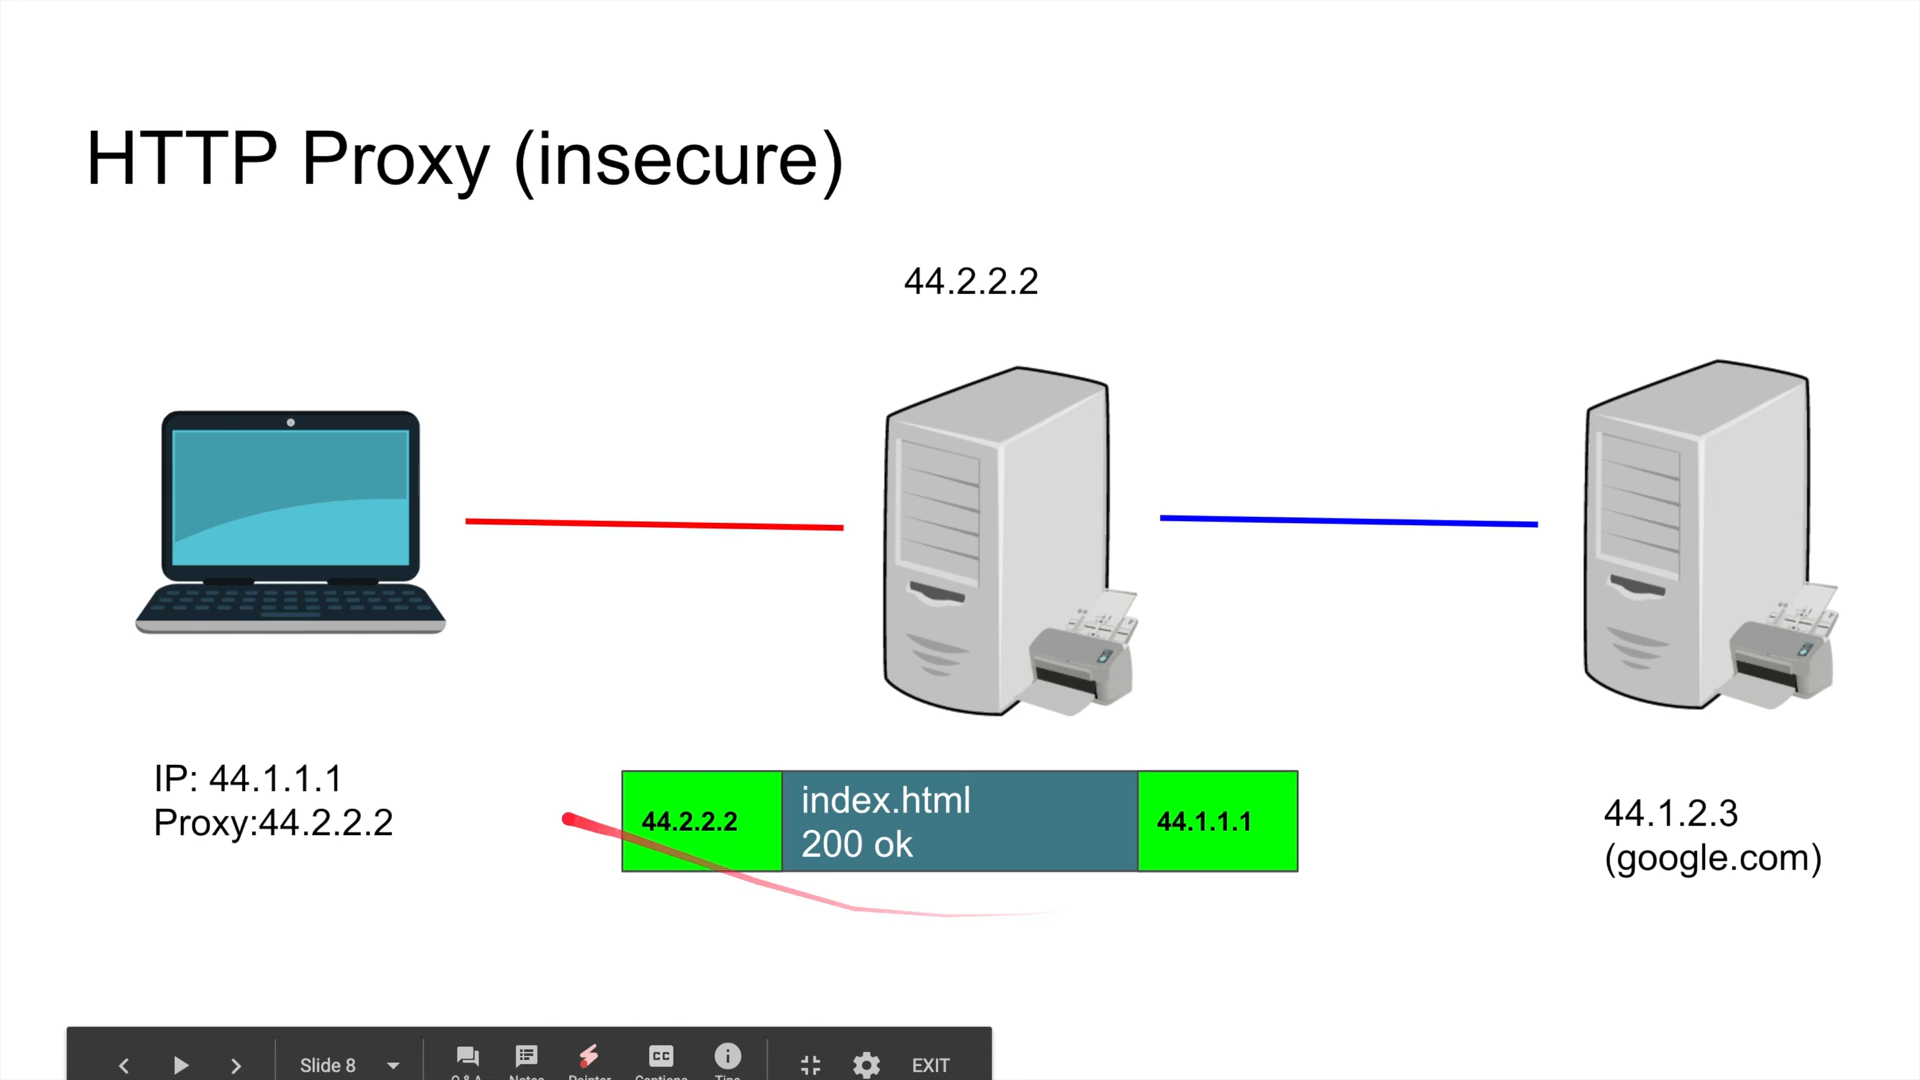 HTTP Proxy (insecure)
44.2.2.2
IP: 44.1.1.1
Proxy:44.2.2.2
44.2.2.2
index.html
200 ok
44.1.1.1
44.1.2.3
(google.com)
Slide 8
CC
EXIT